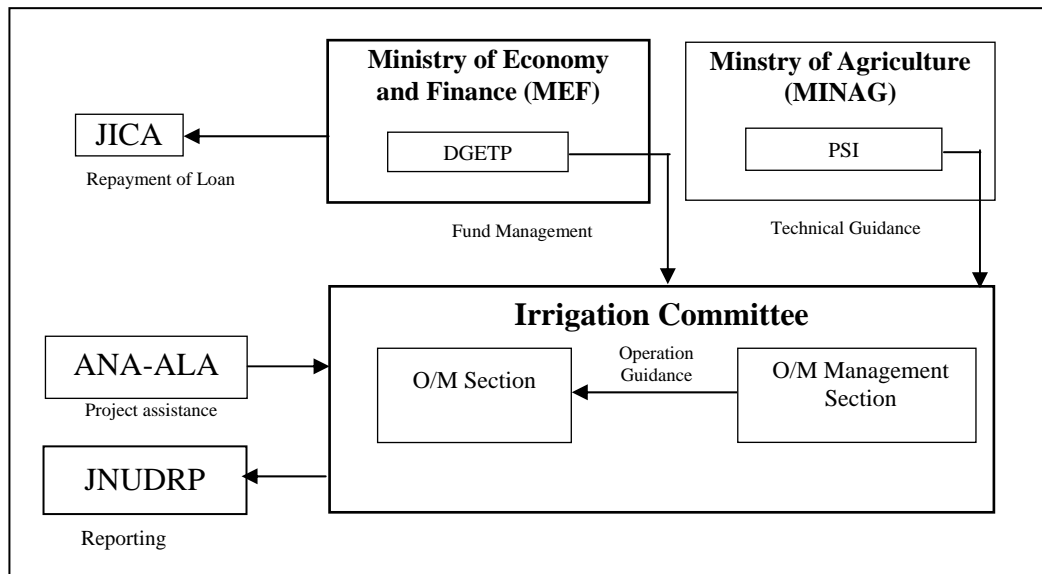 Ministry of Economy
and Finance (MEF)
DGETP
Minstry of Agriculture
(MINAG)
PSI
JICA
Repayment of Loan
Fund Management
Technical Guidance
Irrigation Committee
ANA-ALA
Project assistance
O/M Section
Operation
Guidance
O/M Management
Section
JNUDRP
Reporting